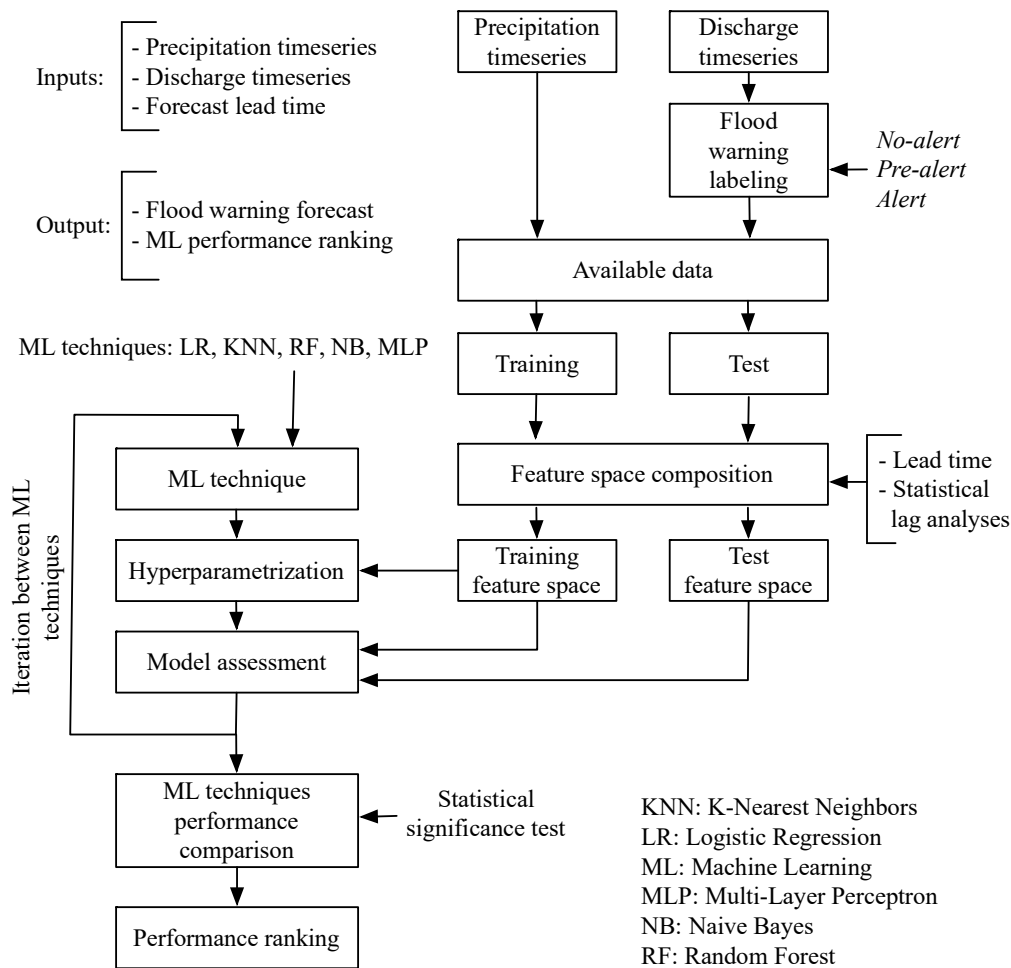 Inputs:
- Precipitation timeseries
- Discharge timeseries
- Forecast lead time
Output:
- Flood warning forecast
- ML performance ranking
Precipitation
timeseries
Discharge
timeseries
Flood
warning
labeling
No-alert
Pre-alert
Alert
Available data
Training
Test
Feature space composition
- Lead time
- Statistical
lag analyses
Training
feature space
Test
feature space
ML techniques: LR, KNN, RF, NB, MLP
ML technique
Hyperparametrization
Model assessment
Iteration between ML
techniques
ML techniques
performance
comparison
Statistical
significance test
Performance ranking
KNN: K-Nearest Neighbors
LR: Logistic Regression
ML: Machine Learning
MLP: Multi-Layer Perceptron
NB: Naive Bayes
RF: Random Forest